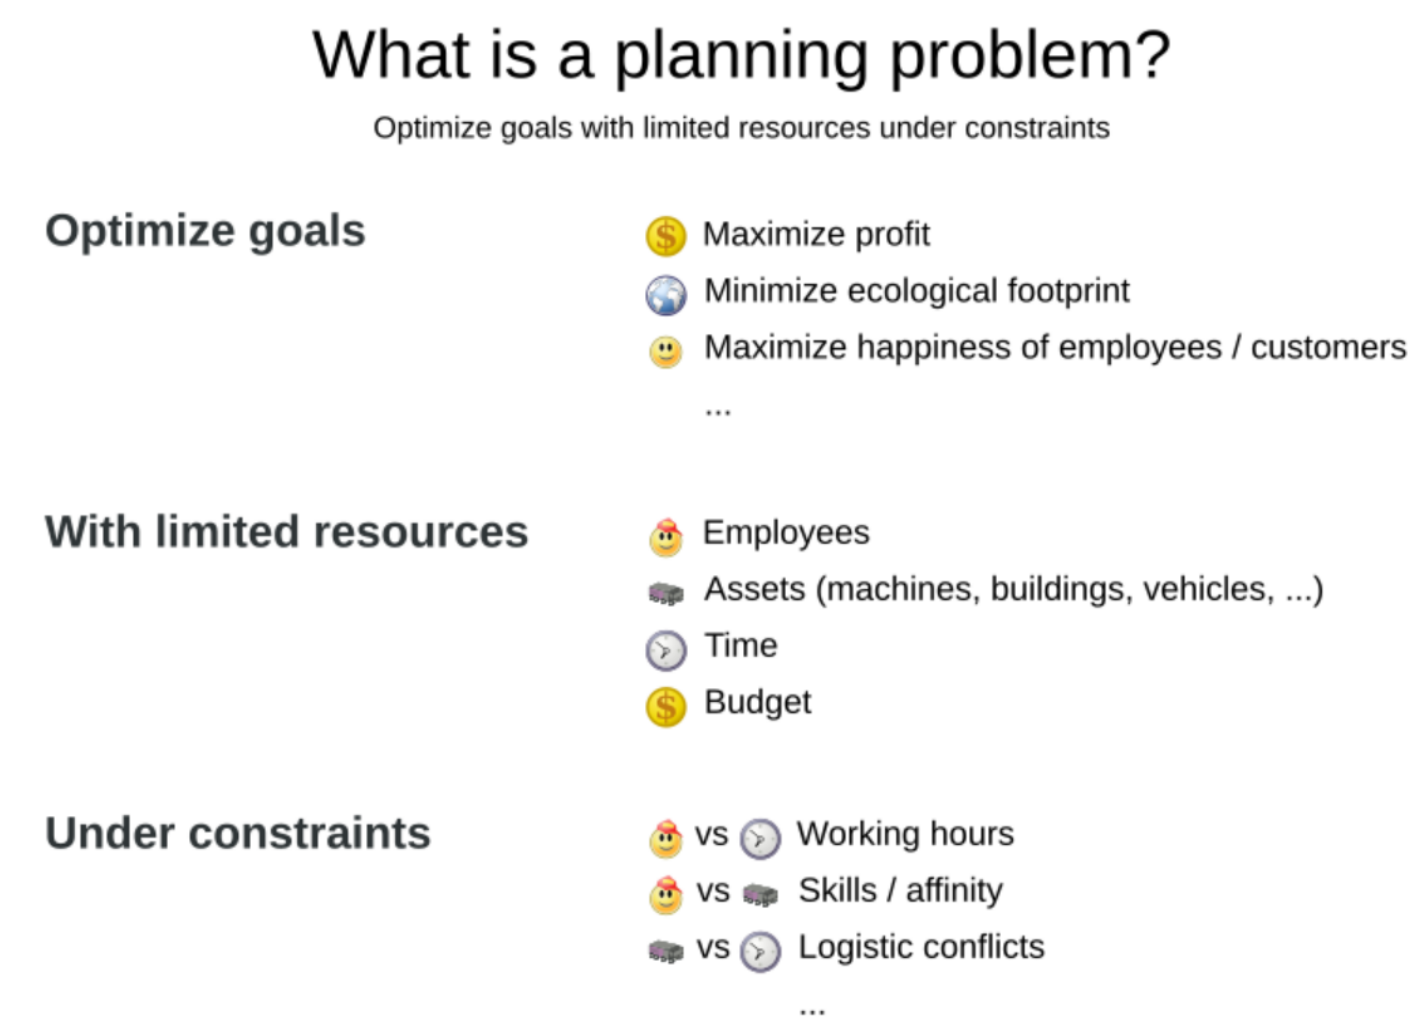 What is a planning problem?
Optimize goals with limited resources under constraints
Optimize goals
Maximize profit
Minimize ecological footprint
Maximize happiness of employees / customers
...
With limited resources
Employees
Assets (machines, buildings, vehicles, ...)
Time
Budget
Under constraints
vs Working hours
vs Skills / affinity
vs Logistic conflicts
...